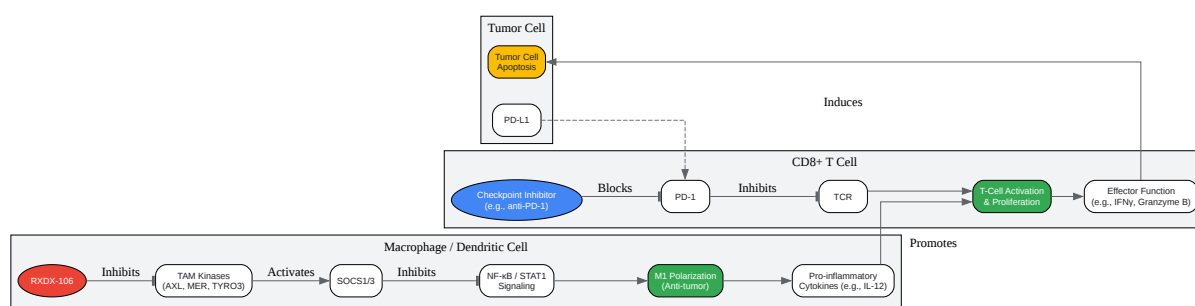 Tumor Cell
Tumor Cell
Apoptosis
Induces
PD-L1
CD8+ T Cell
Checkpoint Inhibitor
(e.g., anti-PD-1)
Blocks
PD-1
Inhibits
TCR
T-Cell Activation
& Proliferation
Effector Function
(e.g., IFNγ, Granzyme B)
Macrophage / Dendritic Cell
Promotes
RXDX-106
Inhibits
TAM Kinases
(AXL, MER, TYRO3)
Activates
SOCS1/3
Inhibits
NF-κB / STAT1
Signaling
M1 Polarization
(Anti-tumor)
Pro-inflammatory
Cytokines (e.g., IL-12)